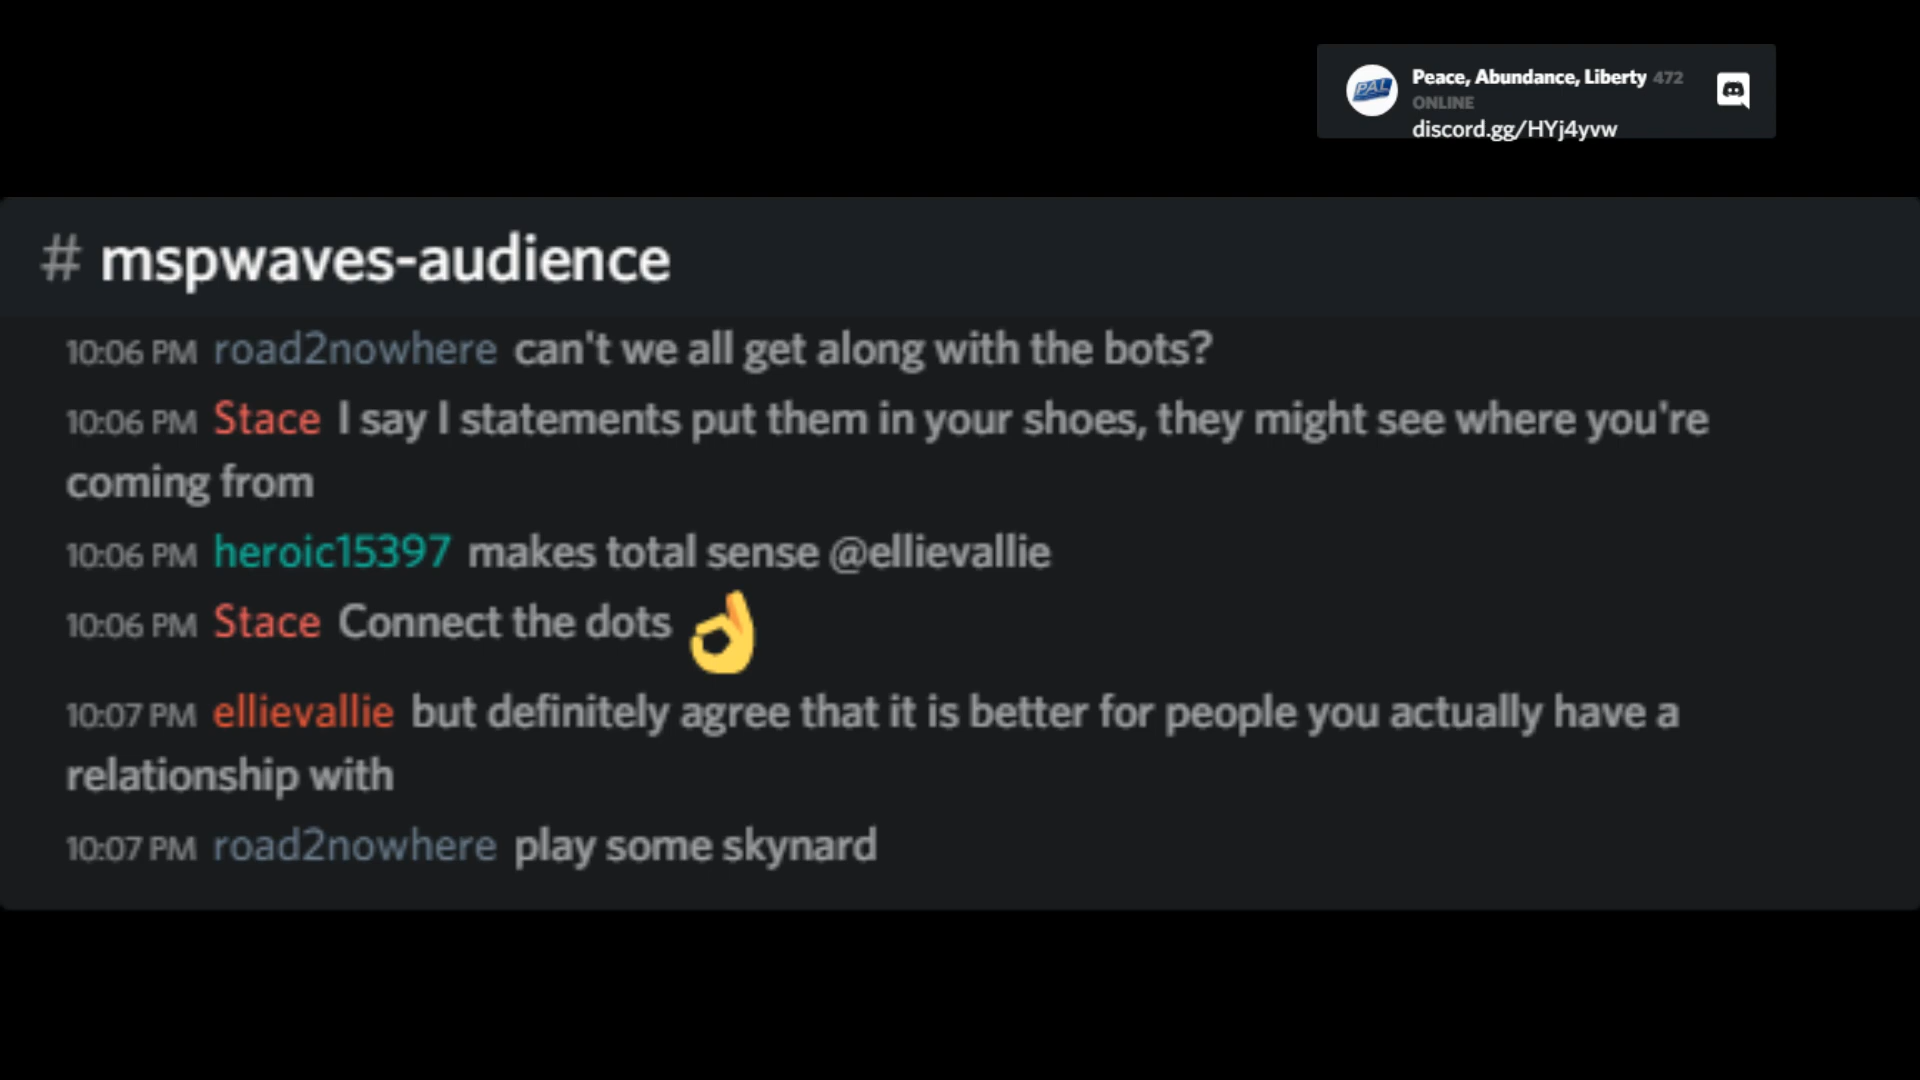 PAL
Peace, Abundance, Liberty 472
ONLINE
discord.gg/HYj4yvw
# mspwaves-audience
10:06 PM road2nowhere can't we all get along with the bots?
10:06 PM Stace I say I statements put them in your shoes, they might see where you're
coming from
10:06 PM heroic15397 makes total sense @ellievallie
10:06 PM Stace Connect the dots 👌
10:07 PM ellievallie but definitely agree that it is better for people you actually have a
relationship with
10:07 PM road2nowhere play some skynard